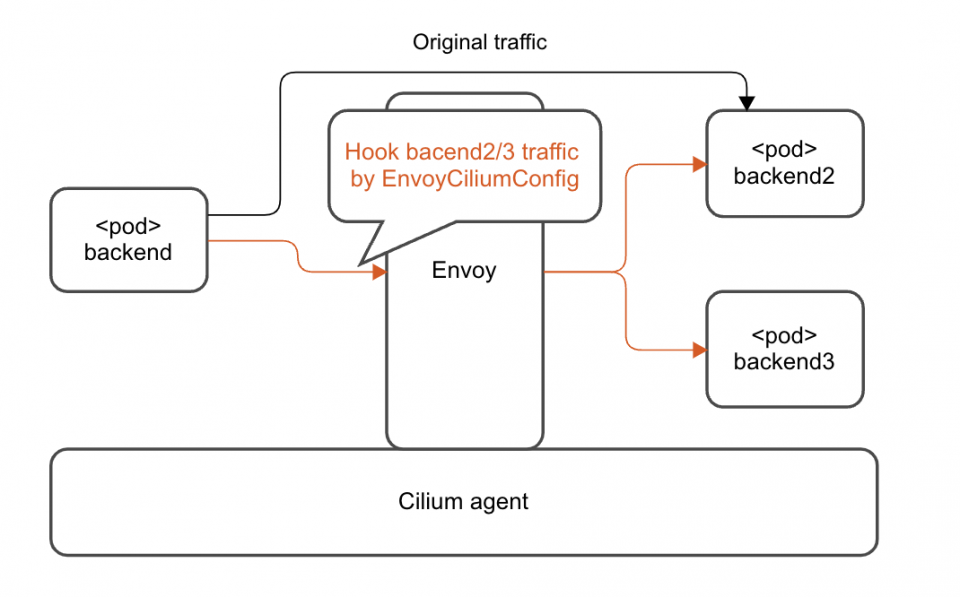 Original traffic
Hook bacend2/3 traffic
by EnvoyCiliumConfig
<pod>
backend2
<pod>
backend
Envoy
<pod>
backend3
Cilium agent